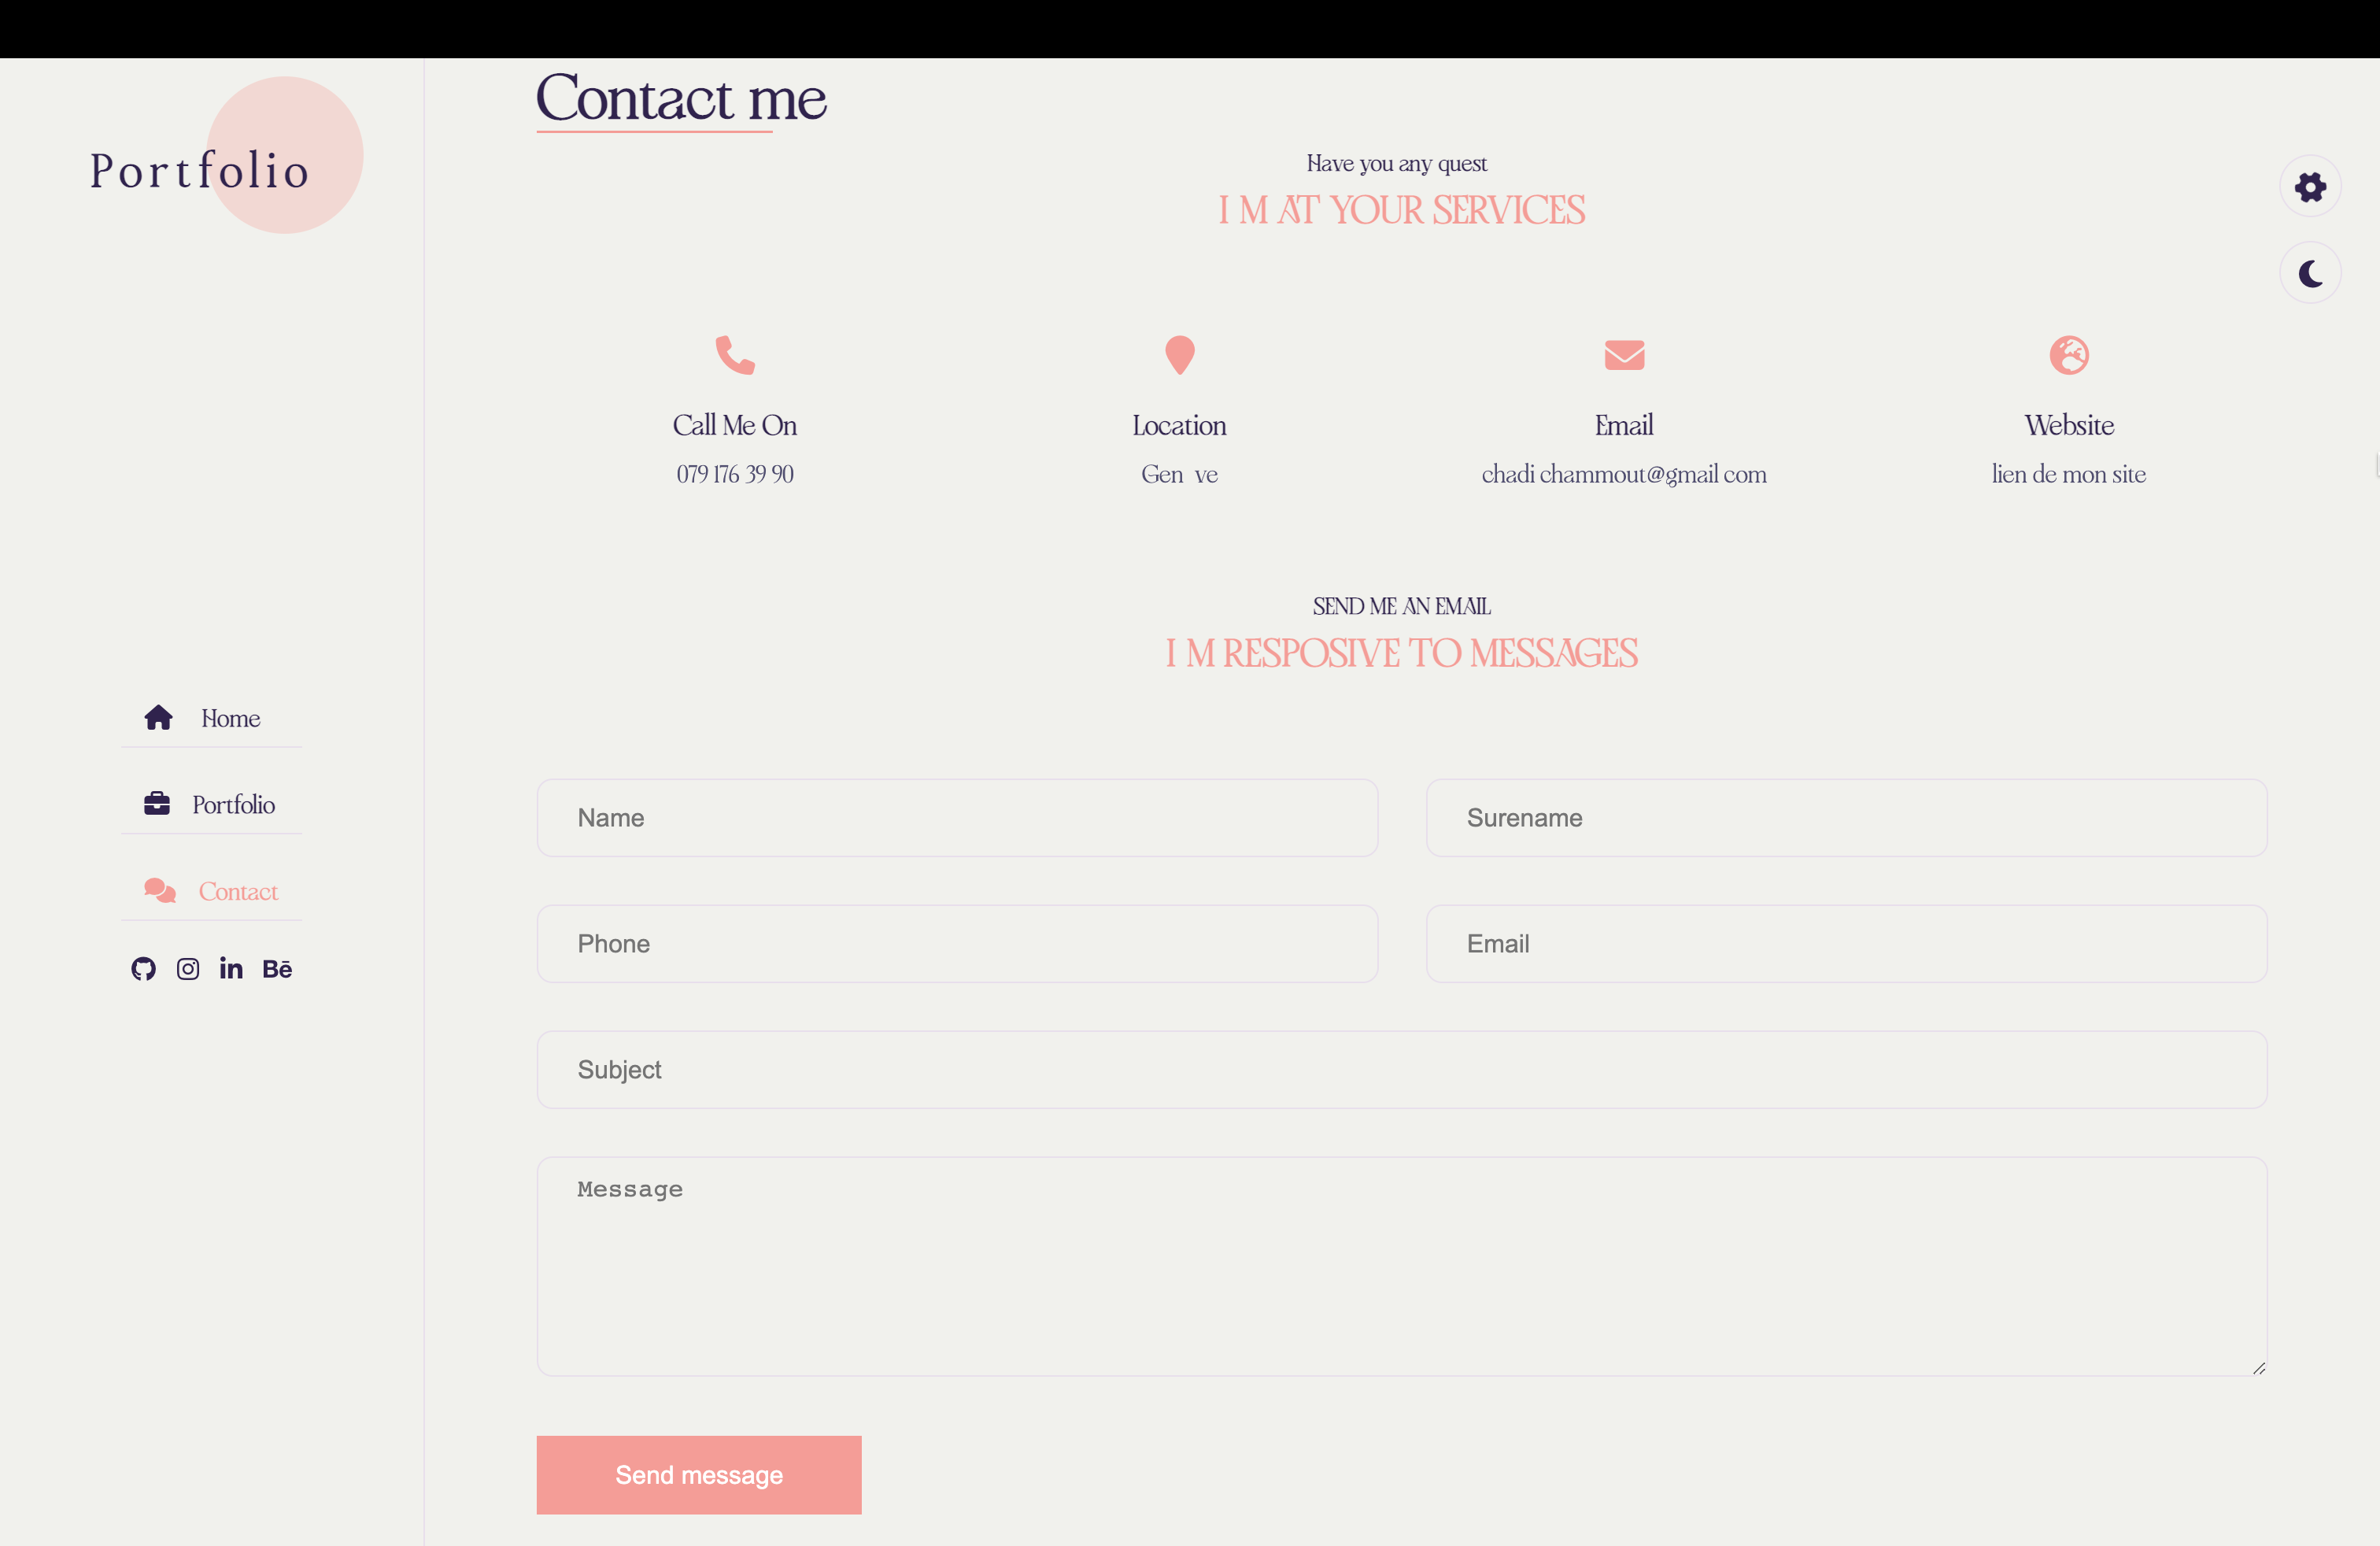 Portfolio
Home
Portfolio
Contact
Bē
Contact me
Have you any quest
I M AT YOUR SERVICES
Call Me On
079 176 39 90
Location
Gen ve
Email
chadi chammout@gmail com
Website
lien de mon site
SEND ME AN EMAIL
I M RESPOSIVE TO MESSAGES
Name
Surename
Phone
Email
Subject
Message
Send message